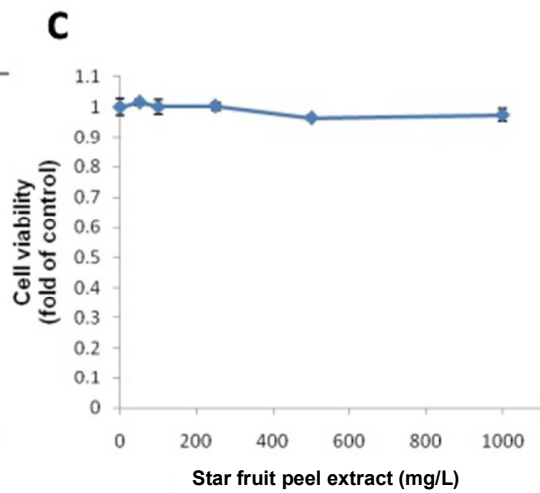 C
1.1
1
0.9
0.8
0.7
0.6
0.5
0.4
0.3
0.2
0.1
0
Cell viability
(fold of control)
0 200 400 600 800 1000
Star fruit peel extract (mg/L)